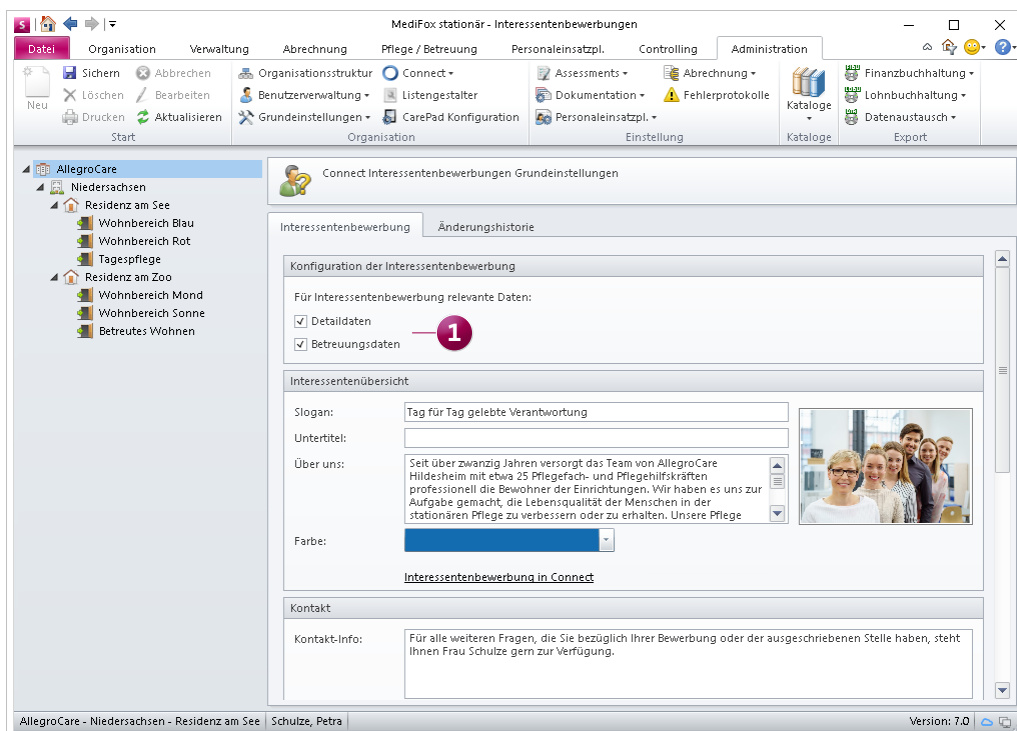 S
MediFox stationär - Interessentenbewerbungen
Datei Organisation Verwaltung Abrechnung Pflege / Betreuung Personaleinsatzpl. Controlling Administration
Neu
Sichern Abbrechen
Löschen Bearbeiten
Drucken Aktualisieren
Start
Organisationsstruktur Connect
Benutzerverwaltung Listengestalter
Grundeinstellungen CarePad Konfiguration
Organisation
Assessments Abrechnung
Dokumentation Fehlerprotokolle
Personaleinsatzpl.
Einstellung
Kataloge
Kataloge
Finanzbuchhaltung
Lohnbuchhaltung
Datenaustausch
Export
AllegroCare
Niedersachsen
Residenz am See
Wohnbereich Blau
Wohnbereich Rot
Tagespflege
Residenz am Zoo
Wohnbereich Mond
Wohnbereich Sonne
Betreutes Wohnen
Connect Interessentenbewerbungen Grundeinstellungen
Interessentenbewerbung Änderungshistorie
Konfiguration der Interessentenbewerbung
Für Interessentenbewerbung relevante Daten:
Detaildaten
Betreuungsdaten
1
Interessentenübersicht
Slogan: Tag für Tag gelebte Verantwortung
Untertitel:
Über uns: Seit über zwanzig Jahren versorgt das Team von AllegroCare
Hildesheim mit etwa 25 Pflegefach- und Pflegehilfskräften
professionell die Bewohner der Einrichtungen. Wir haben es uns zur
Aufgabe gemacht, die Lebensqualität der Menschen in der
stationären Pflege zu verbessern oder zu erhalten. Unsere Pflege
Farbe:
Interessentenbewerbung in Connect
Kontakt
Kontakt-Info: Für alle weiteren Fragen, die Sie bezüglich Ihrer Bewerbung oder der ausgeschriebenen Stelle haben, steht
Ihnen Frau Schulze gern zur Verfügung.
AllegroCare - Niedersachsen - Residenz am See Schulze, Petra Version: 7.0